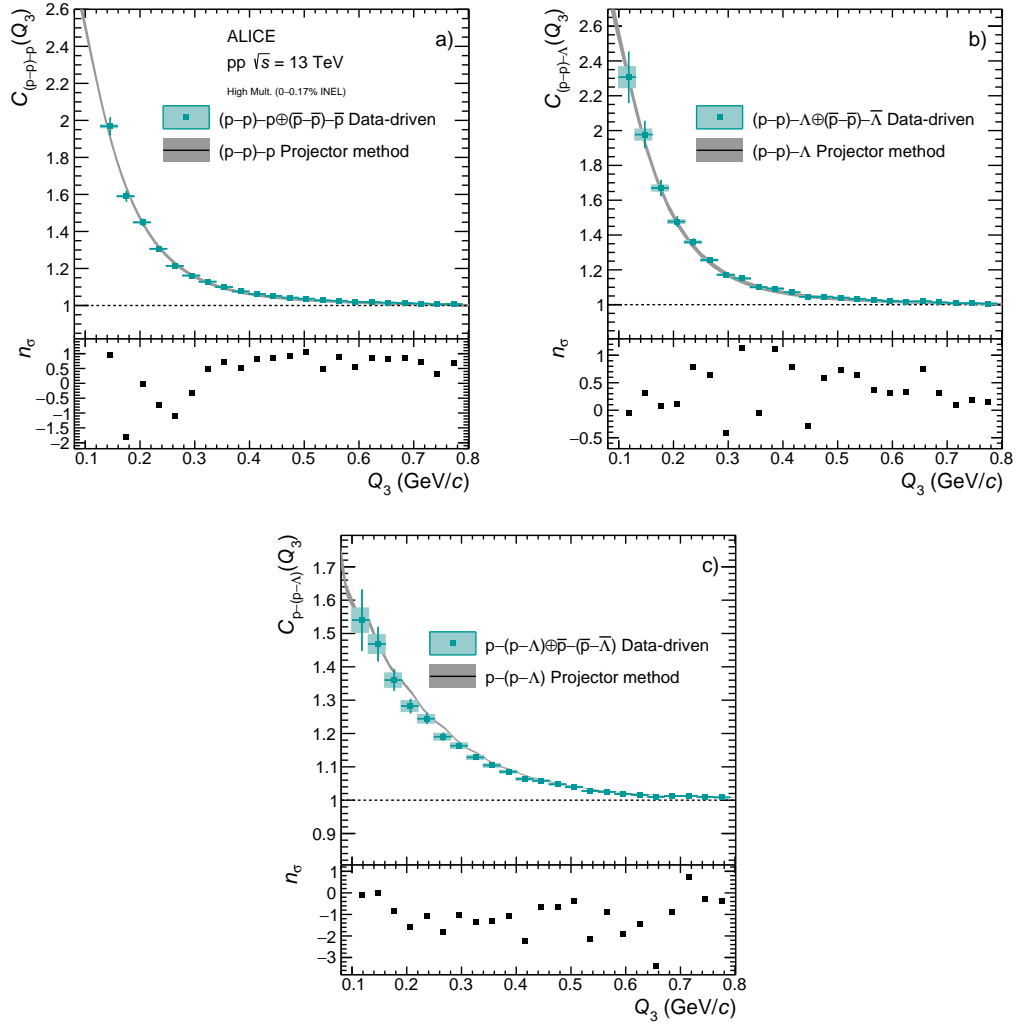 C(p−p)−p(Q3)
2.6
2.4
2.2
2
1.8
1.6
1.4
1.2
1
ALICE
a)
pp √s = 13 TeV
High Mult. (0−0.17% INEL)
(p−p)−p⊕(p̅−p̅)−p̅ Data-driven
(p−p)−p Projector method
nσ
1
0.5
0
−0.5
−1
−1.5
−2
0.1 0.2 0.3 0.4 0.5 0.6 0.7 0.8
Q3 (GeV/c)
C(p−p)−Λ(Q3)
2.6
2.4
2.2
2
1.8
1.6
1.4
1.2
1
b)
(p−p)−Λ⊕(p̅−p̅)−Λ̅ Data-driven
(p−p)−Λ Projector method
nσ
1
0.5
0
−0.5
0.1 0.2 0.3 0.4 0.5 0.6 0.7 0.8
Q3 (GeV/c)
Cp−(p−Λ)(Q3)
1.7
1.6
1.5
1.4
1.3
1.2
1.1
1
0.9
c)
p−(p−Λ)⊕p̅−(p̅−Λ̅) Data-driven
p−(p−Λ) Projector method
nσ
1
0
−1
−2
−3
0.1 0.2 0.3 0.4 0.5 0.6 0.7 0.8
Q3 (GeV/c)